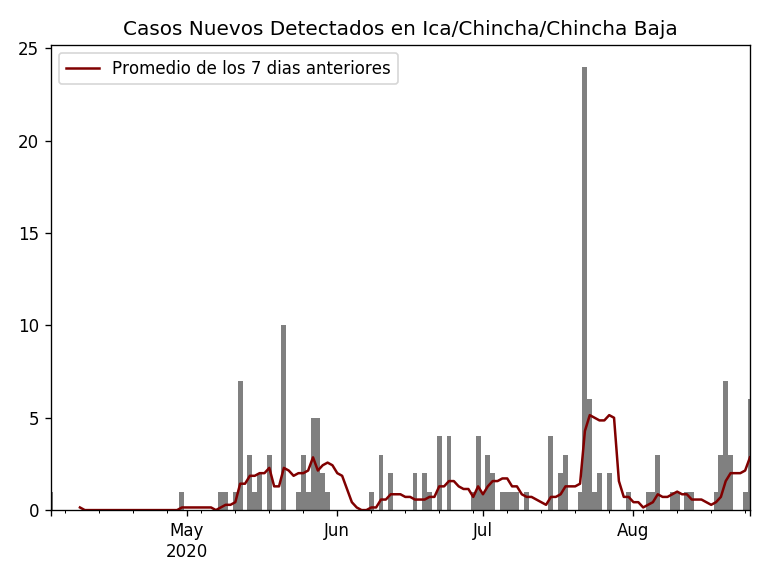 Casos Nuevos Detectados en Ica/Chincha/Chincha Baja
Promedio de los 7 dias anteriores
25
20
15
10
5
0
May Jun Jul Aug
2020